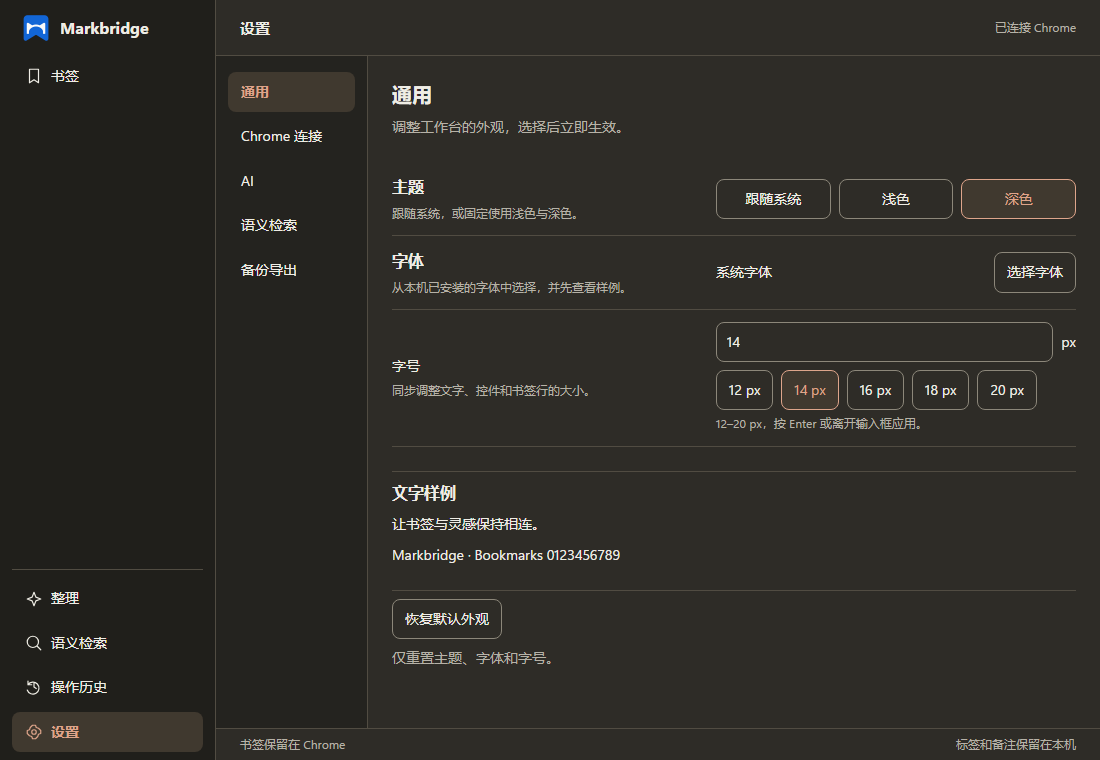 Markbridge
书签
整理
语义检索
操作历史
设置
设置
已连接 Chrome
通用
Chrome 连接
AI
语义检索
备份导出
通用
调整工作台的外观，选择后立即生效。
主题
跟随系统，或固定使用浅色与深色。
跟随系统
浅色
深色
字体
从本机已安装的字体中选择，并先查看样例。
系统字体
选择字体
字号
同步调整文字、控件和书签行的大小。
14
px
12 px
14 px
16 px
18 px
20 px
12–20 px，按 Enter 或离开输入框应用。
文字样例
让书签与灵感保持相连。
Markbridge · Bookmarks 0123456789
恢复默认外观
仅重置主题、字体和字号。
书签保留在 Chrome
标签和备注保留在本机